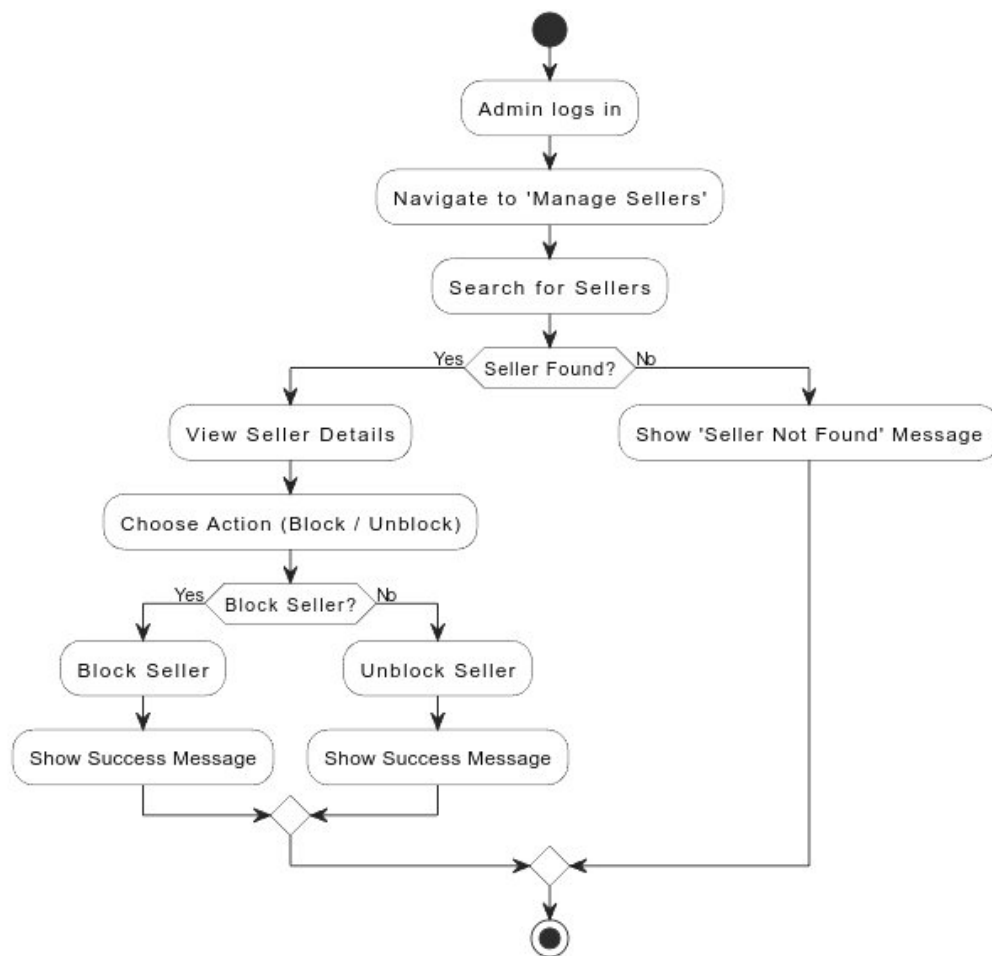 Admin logs in
Navigate to 'Manage Sellers'
Search for Sellers
Yes
Seller Found?
No
View Seller Details
Show 'Seller Not Found' Message
Choose Action (Block / Unblock)
Yes
Block Seller?
No
Block Seller
Unblock Seller
Show Success Message
Show Success Message